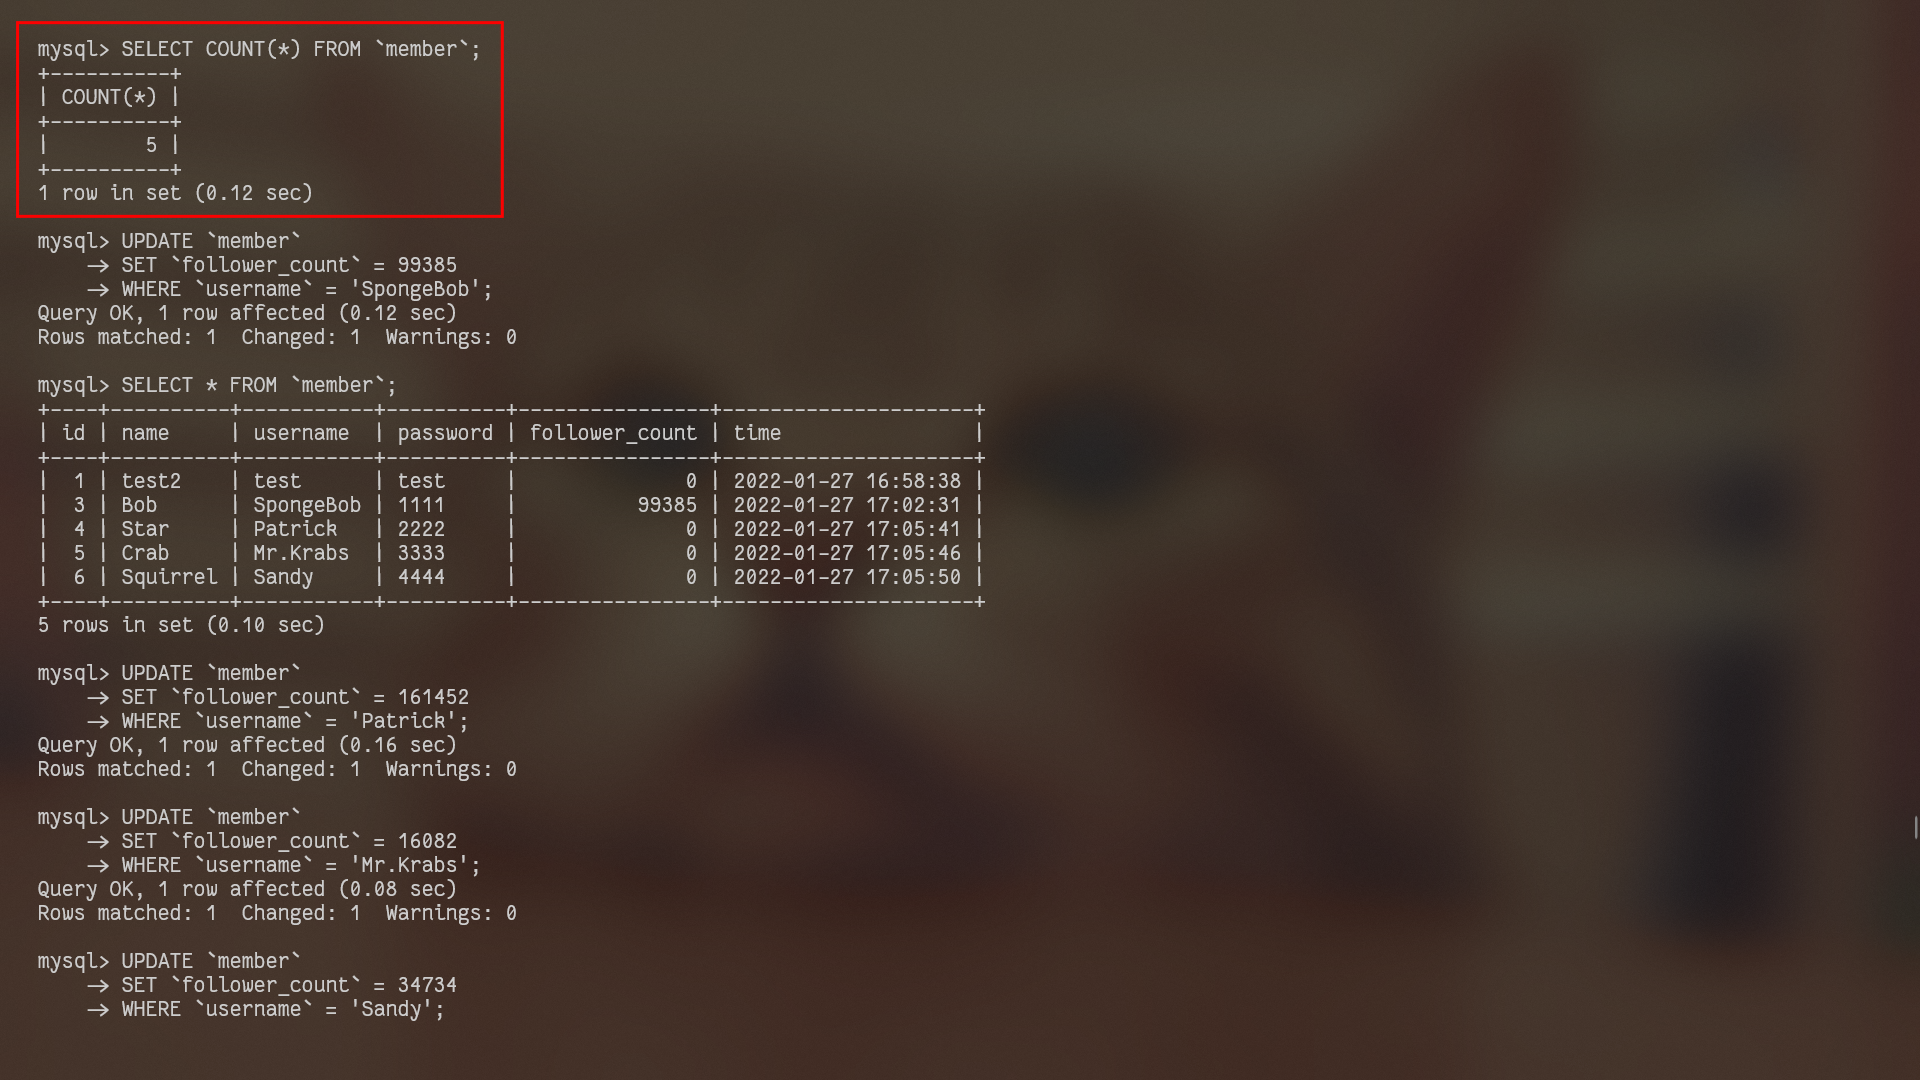 mysql> SELECT COUNT(*) FROM `member`;
+----------+
| COUNT(*) |
+----------+
|        5 |
+----------+
1 row in set (0.12 sec)

mysql> UPDATE `member`
    -> SET `follower_count` = 99385
    -> WHERE `username` = 'SpongeBob';
Query OK, 1 row affected (0.12 sec)
Rows matched: 1  Changed: 1  Warnings: 0

mysql> SELECT * FROM `member`;
+----+----------+-----------+----------+----------------+---------------------+
| id | name     | username  | password | follower_count | time                |
+----+----------+-----------+----------+----------------+---------------------+
|  1 | test2    | test      | test     |              0 | 2022-01-27 16:58:38 |
|  3 | Bob      | SpongeBob | 1111     |          99385 | 2022-01-27 17:02:31 |
|  4 | Star     | Patrick   | 2222     |              0 | 2022-01-27 17:05:41 |
|  5 | Crab     | Mr.Krabs  | 3333     |              0 | 2022-01-27 17:05:46 |
|  6 | Squirrel | Sandy     | 4444     |              0 | 2022-01-27 17:05:50 |
+----+----------+-----------+----------+----------------+---------------------+
5 rows in set (0.10 sec)

mysql> UPDATE `member`
    -> SET `follower_count` = 161452
    -> WHERE `username` = 'Patrick';
Query OK, 1 row affected (0.16 sec)
Rows matched: 1  Changed: 1  Warnings: 0

mysql> UPDATE `member`
    -> SET `follower_count` = 16082
    -> WHERE `username` = 'Mr.Krabs';
Query OK, 1 row affected (0.08 sec)
Rows matched: 1  Changed: 1  Warnings: 0

mysql> UPDATE `member`
    -> SET `follower_count` = 34734
    -> WHERE `username` = 'Sandy';